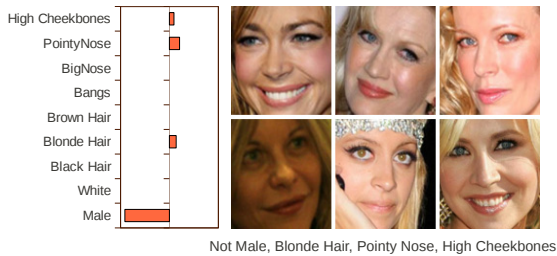 High Cheekbones
PointyNose
BigNose
Bangs
Brown Hair
Blonde Hair
Black Hair
White
Male
Not Male, Blonde Hair, Pointy Nose, High Cheekbones